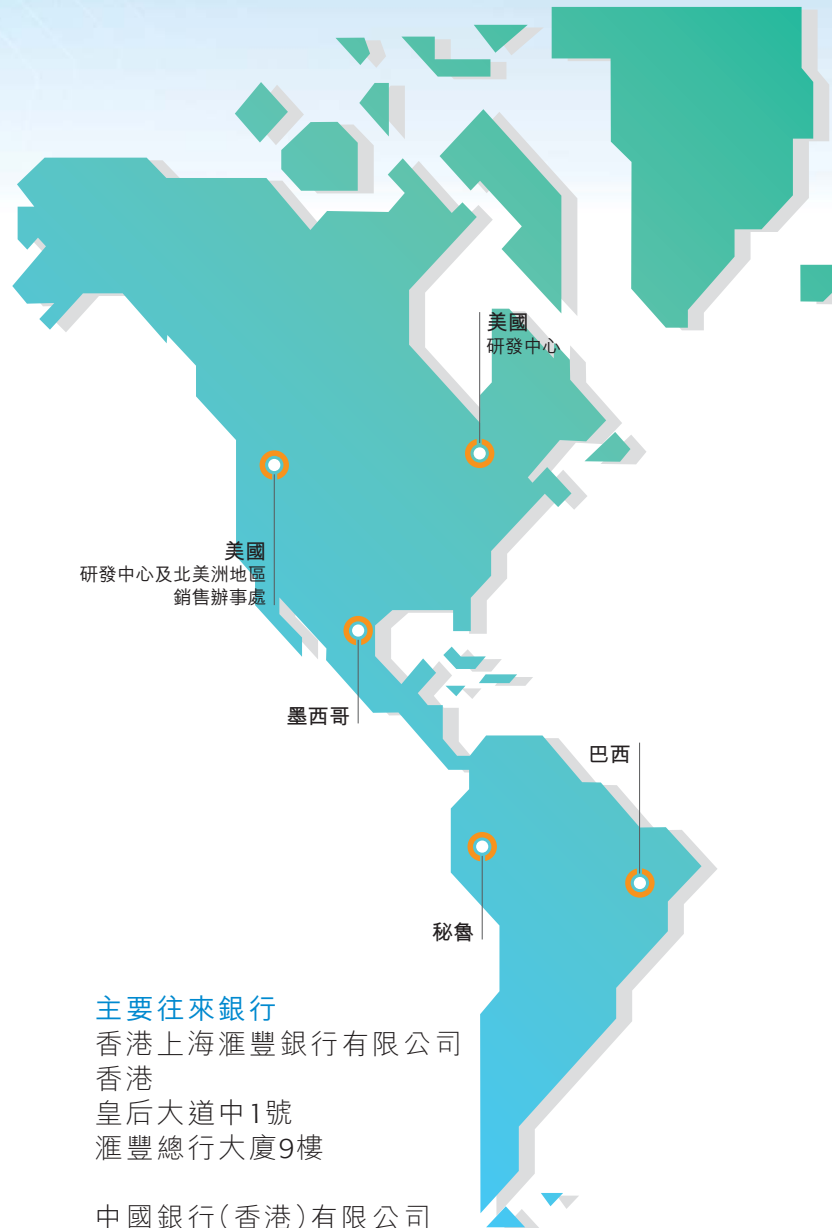 美國
研發中心
美國
研發中心及北美洲地區
銷售辦事處
墨西哥
巴西
秘魯
主要往來銀行
香港上海滙豐銀行有限公司
香港
皇后大道中1號
滙豐總行大廈9樓
中國銀行(香港)有限公司